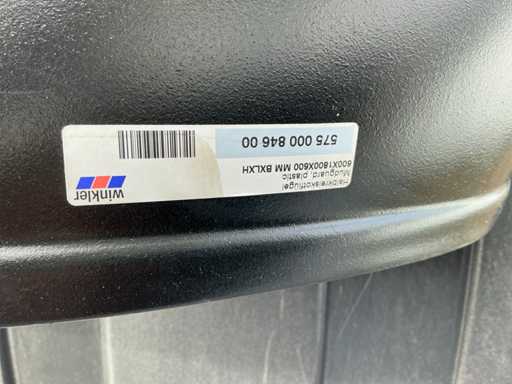 winkler
Halbkreiskotflügel
Mudguard, plastic
600X1800X600 MM BXLXH
575 000 846 00